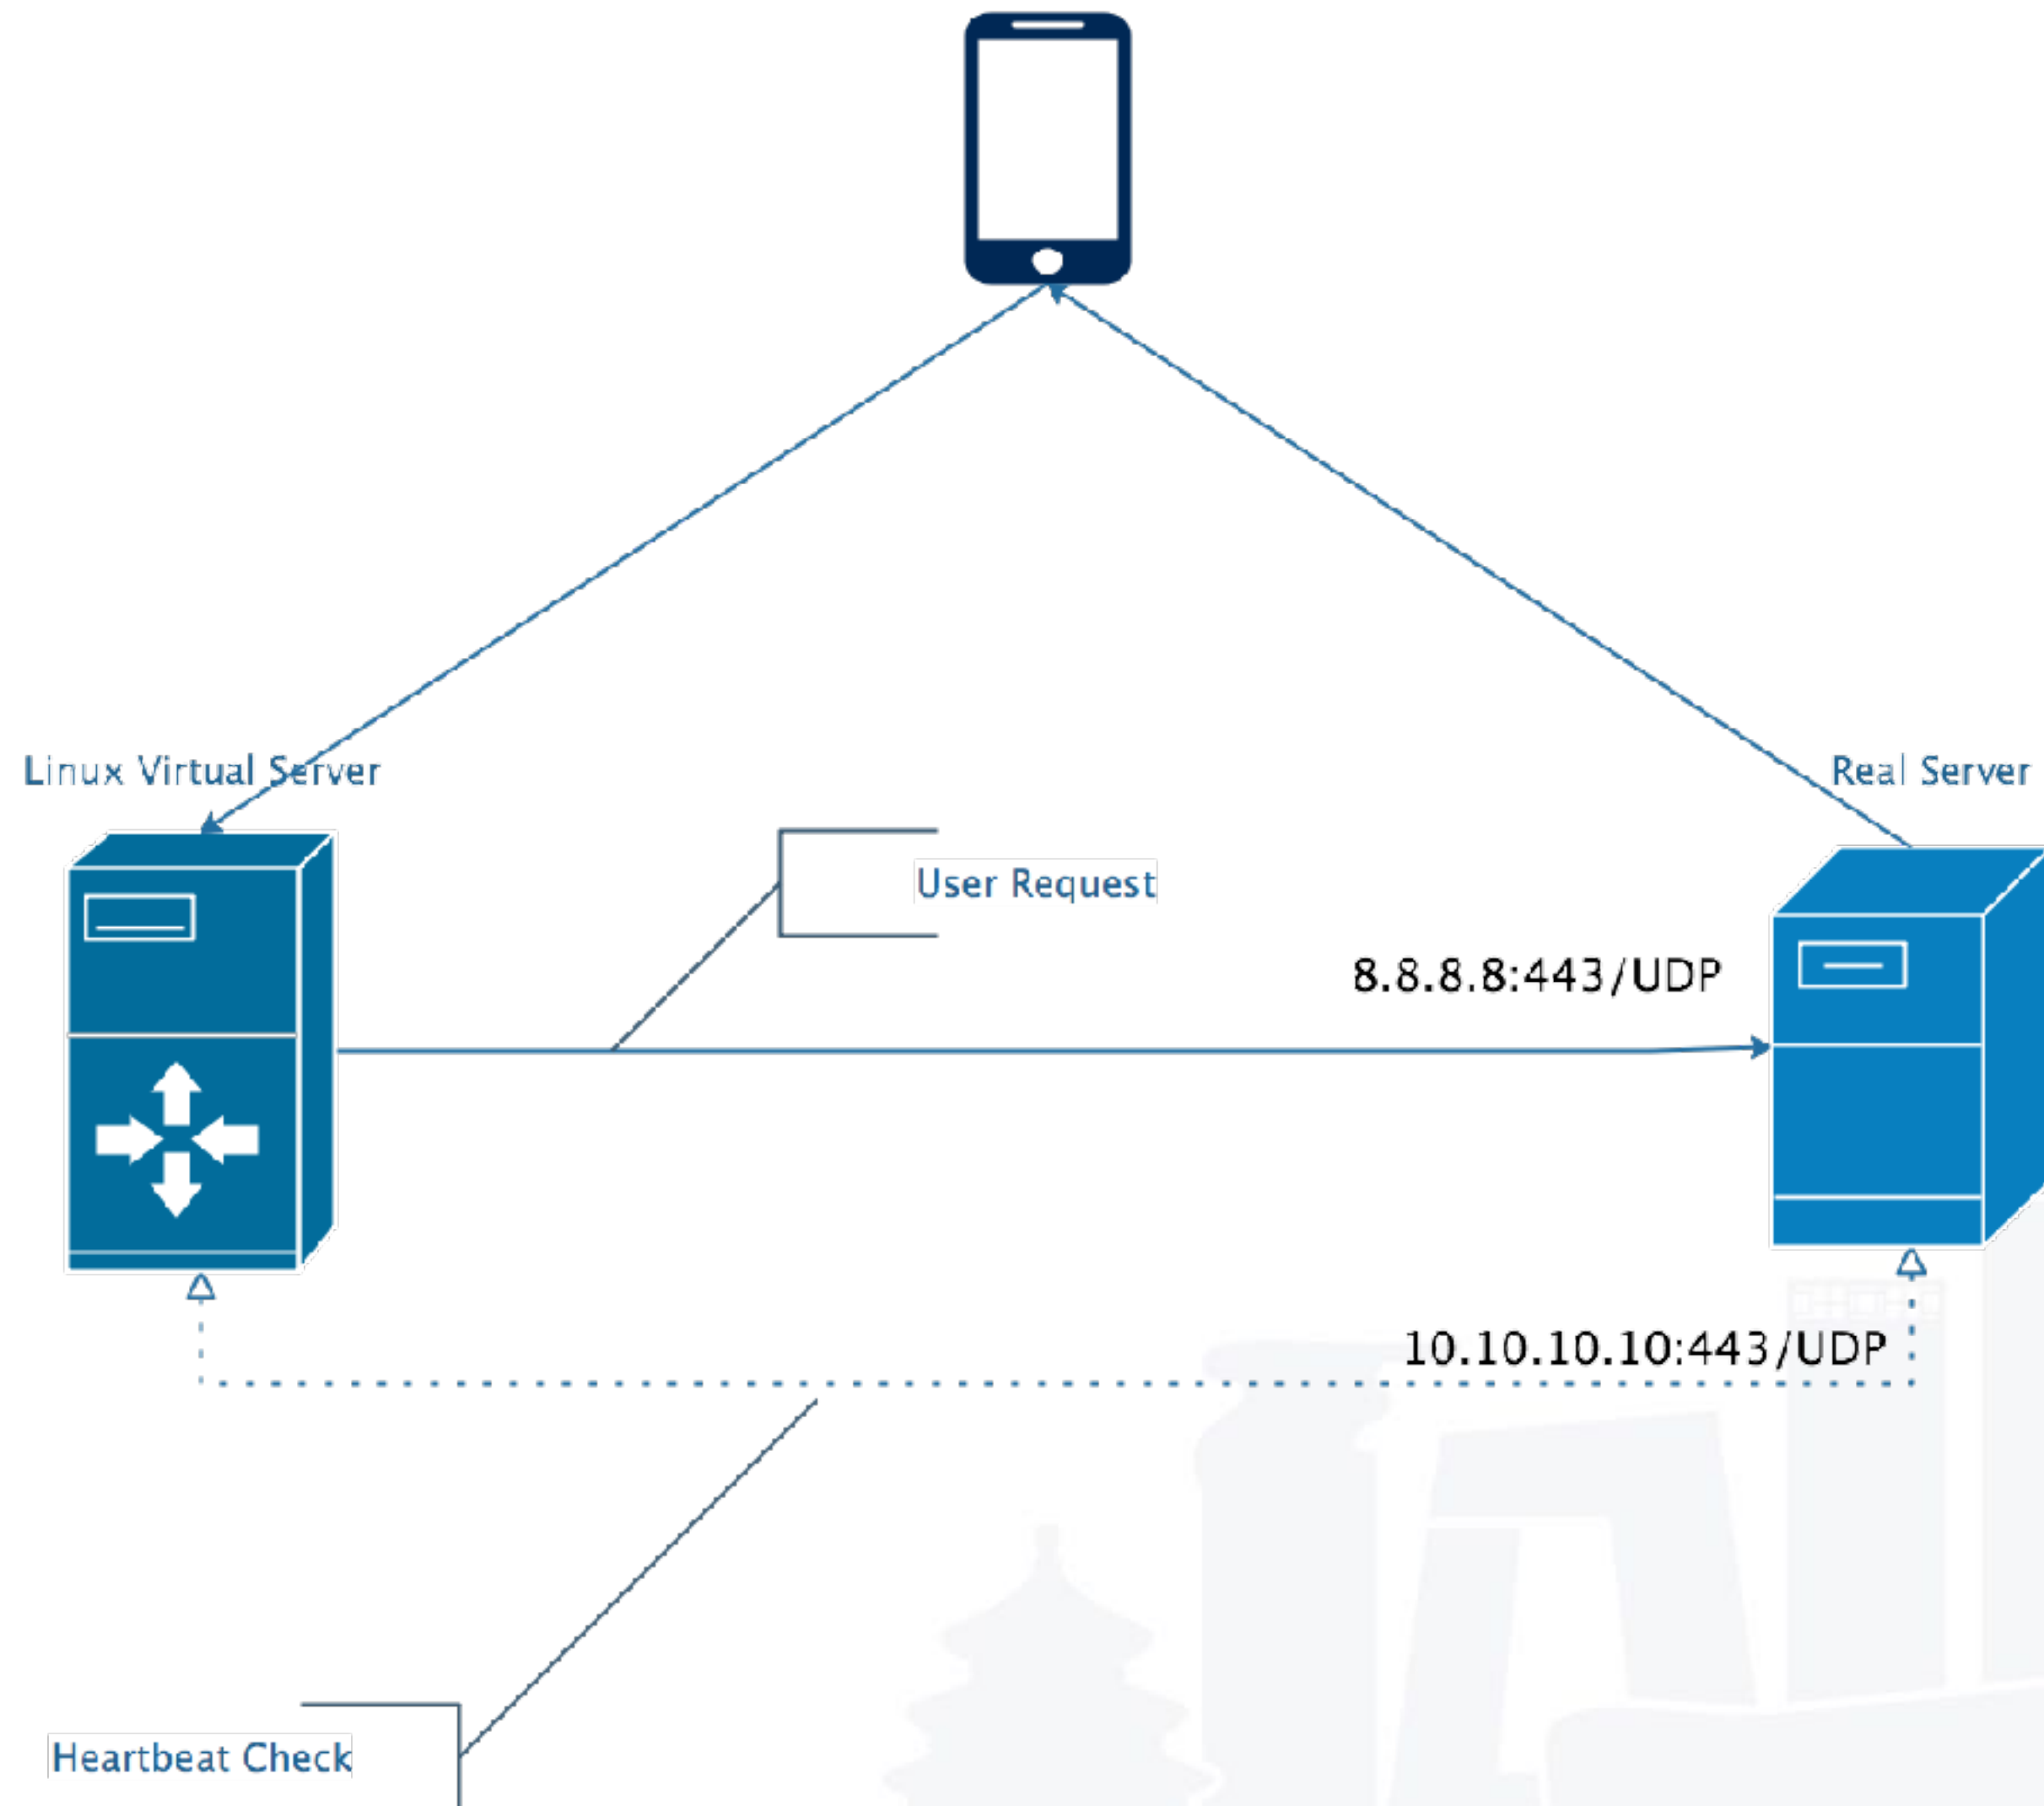 Linux Virtual Server
Real Server
User Request
8.8.8.8:443/UDP
10.10.10.10:443/UDP
Heartbeat Check